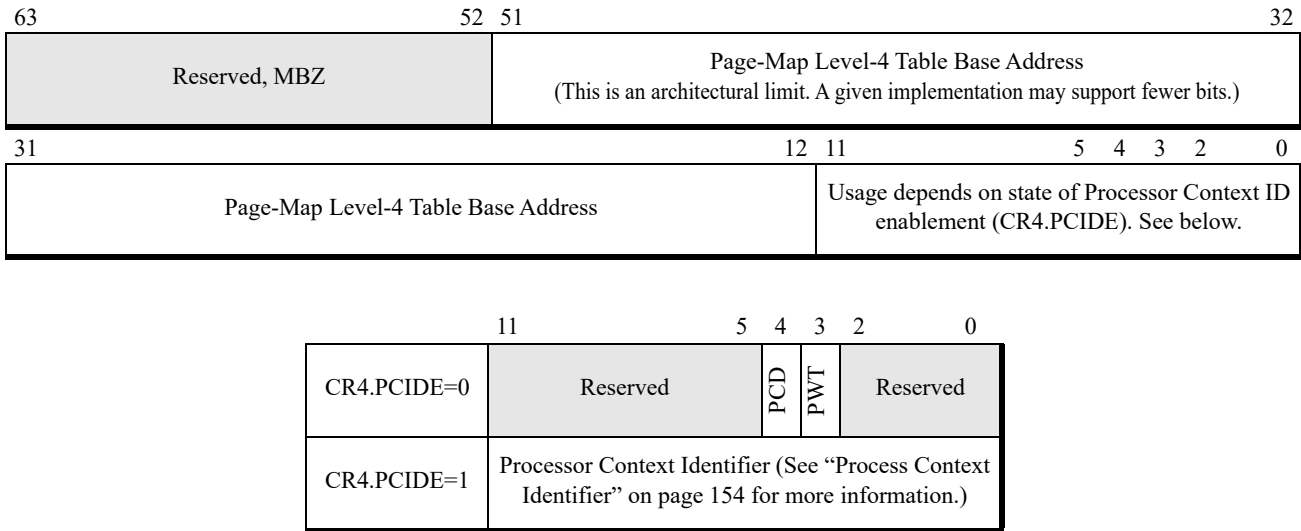 63 52 51 32
Reserved, MBZ
Page-Map Level-4 Table Base Address
(This is an architectural limit. A given implementation may support fewer bits.)
31 12 11 5 4 3 2 0
Page-Map Level-4 Table Base Address
Usage depends on state of Processor Context ID
enablement (CR4.PCIDE). See below.
11 5 4 3 2 0
CR4.PCIDE=0 Reserved PCD PWT Reserved
CR4.PCIDE=1
Processor Context Identifier (See “Process Context
Identifier” on page 154 for more information.)